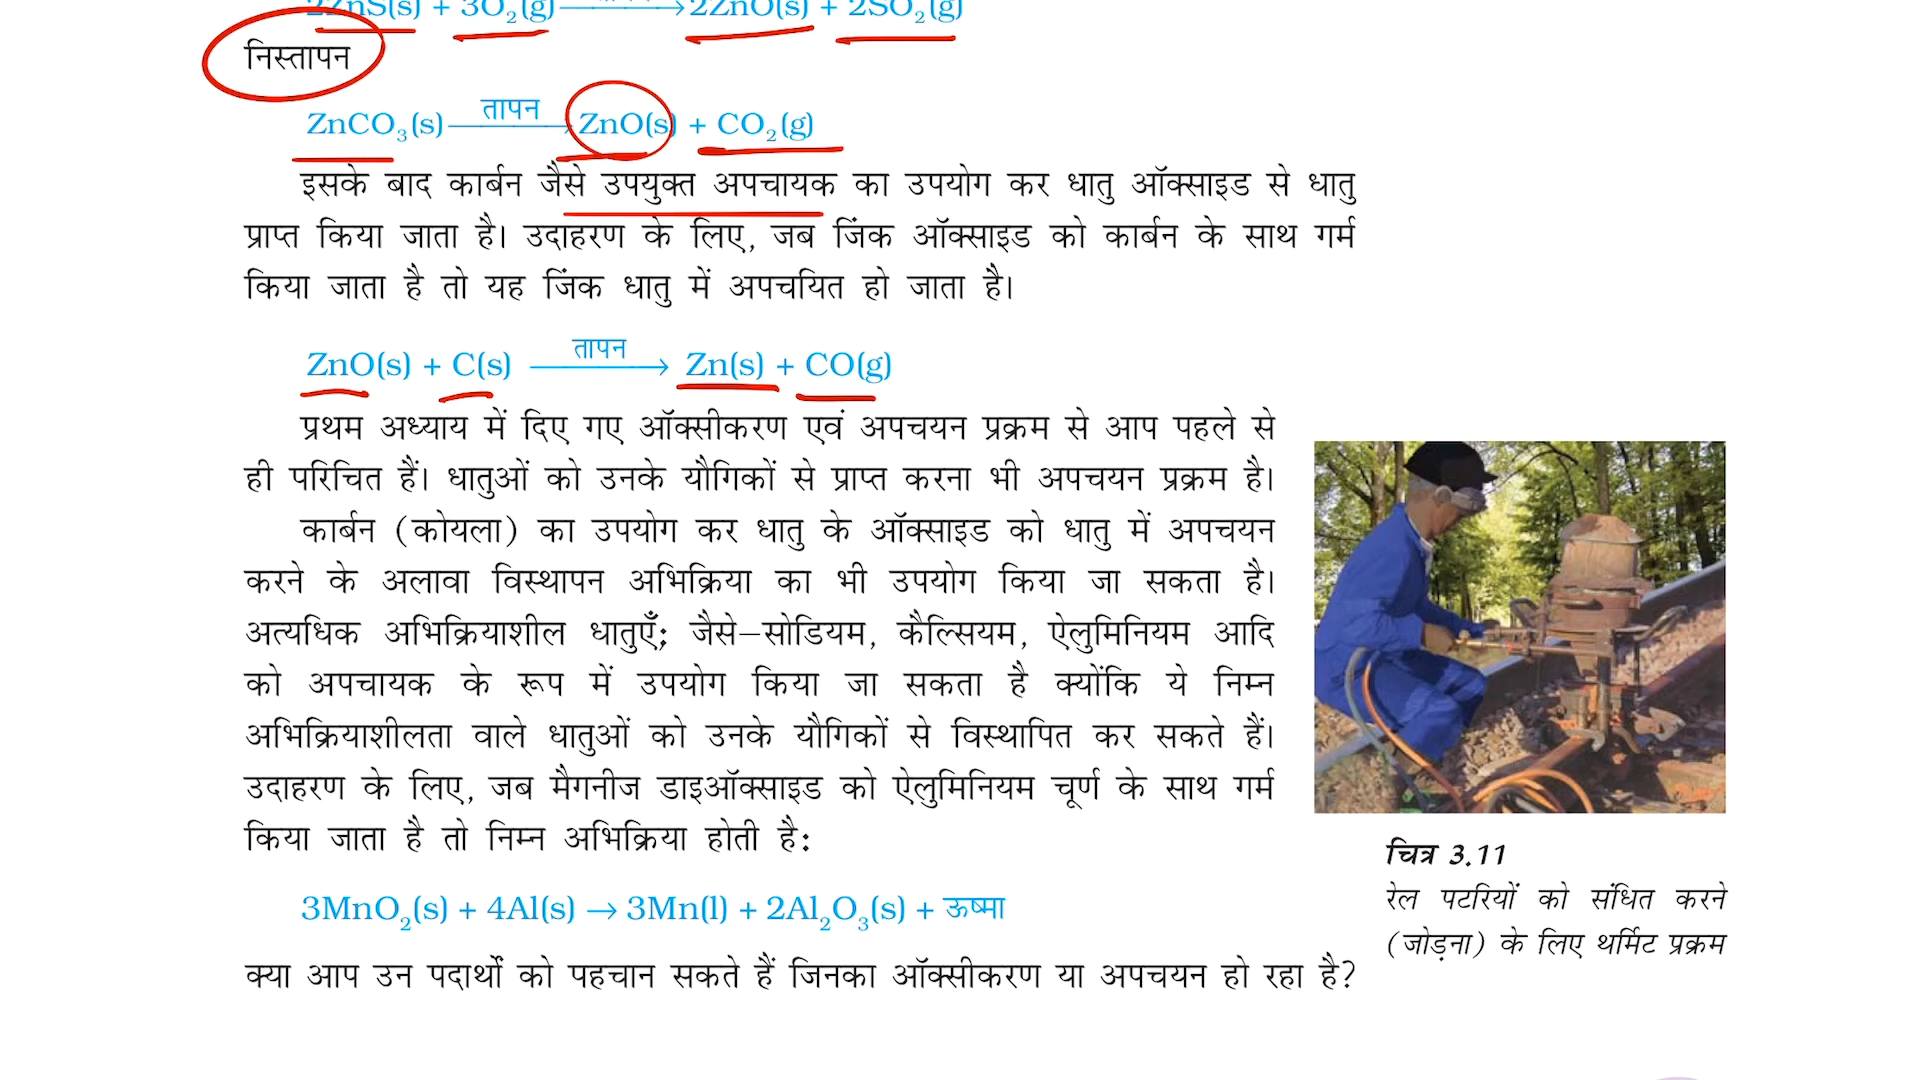 2ZnS(s) + 3O₂(g) ⟶ 2ZnO(s) + 2SO₂(g)
निस्तापन
ZnCO₃(s) —तापन→ ZnO(s) + CO₂(g)
इसके बाद कार्बन जैसे उपयुक्त अपचायक का उपयोग कर धातु ऑक्साइड से धातु
प्राप्त किया जाता है। उदाहरण के लिए, जब जिंक ऑक्साइड को कार्बन के साथ गर्म
किया जाता है तो यह जिंक धातु में अपचयित हो जाता है।
ZnO(s) + C(s) —तापन→ Zn(s) + CO(g)
प्रथम अध्याय में दिए गए ऑक्सीकरण एवं अपचयन प्रक्रम से आप पहले से
ही परिचित हैं। धातुओं को उनके यौगिकों से प्राप्त करना भी अपचयन प्रक्रम है।
कार्बन (कोयला) का उपयोग कर धातु के ऑक्साइड को धातु में अपचयन
करने के अलावा विस्थापन अभिक्रिया का भी उपयोग किया जा सकता है।
अत्यधिक अभिक्रियाशील धातुएँ; जैसे–सोडियम, कैल्सियम, ऐलुमिनियम आदि
को अपचायक के रूप में उपयोग किया जा सकता है क्योंकि ये निम्न
अभिक्रियाशीलता वाले धातुओं को उनके यौगिकों से विस्थापित कर सकते हैं।
उदाहरण के लिए, जब मैगनीज डाइऑक्साइड को ऐलुमिनियम चूर्ण के साथ गर्म
किया जाता है तो निम्न अभिक्रिया होती है:
3MnO₂(s) + 4Al(s) → 3Mn(l) + 2Al₂O₃(s) + ऊष्मा
क्या आप उन पदार्थों को पहचान सकते हैं जिनका ऑक्सीकरण या अपचयन हो रहा है?
चित्र 3.11
रेल पटरियों को संधित करने
(जोड़ना) के लिए थर्मिट प्रक्रम